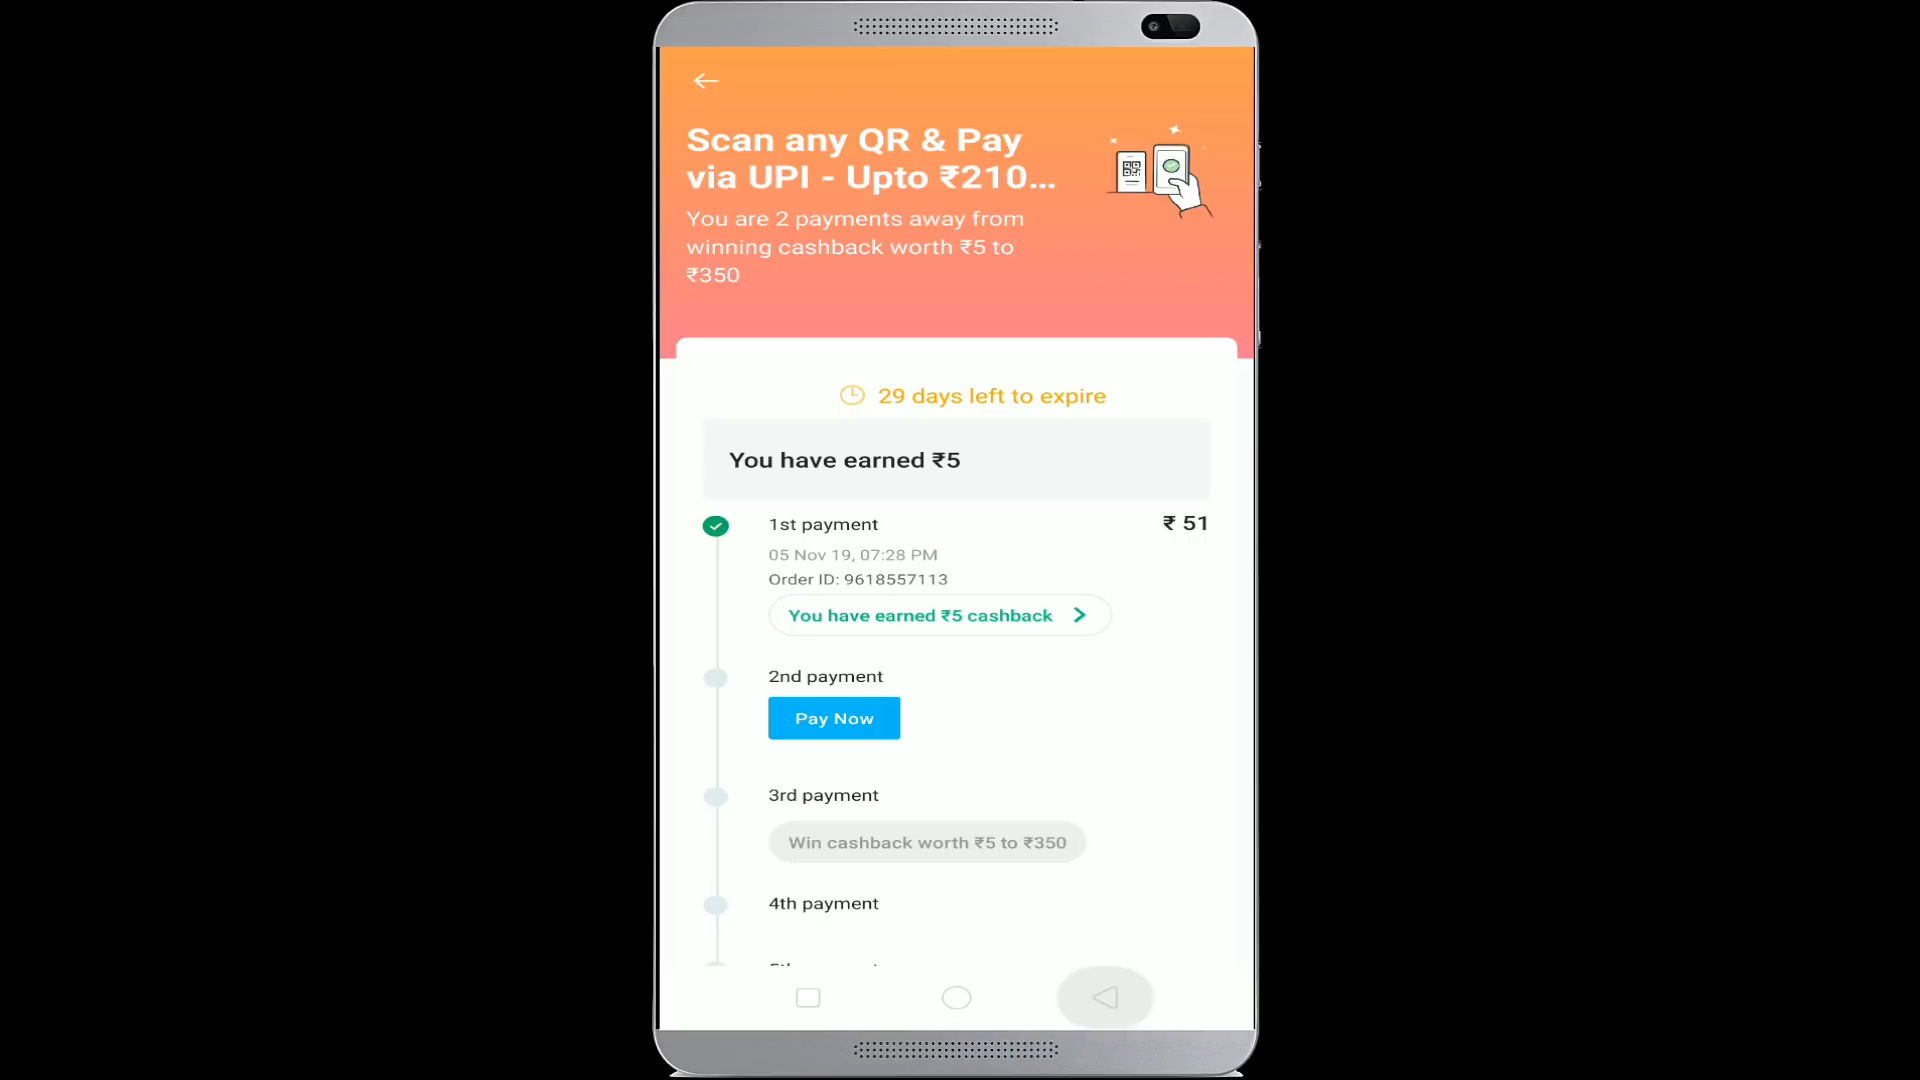 Scan any QR & Pay
via UPI - Upto ₹210...
You are 2 payments away from
winning cashback worth ₹5 to
₹350
29 days left to expire
You have earned ₹5
1st payment
₹ 51
05 Nov 19, 07:28 PM
Order ID: 9618557113
You have earned ₹5 cashback
2nd payment
Pay Now
3rd payment
Win cashback worth ₹5 to ₹350
4th payment